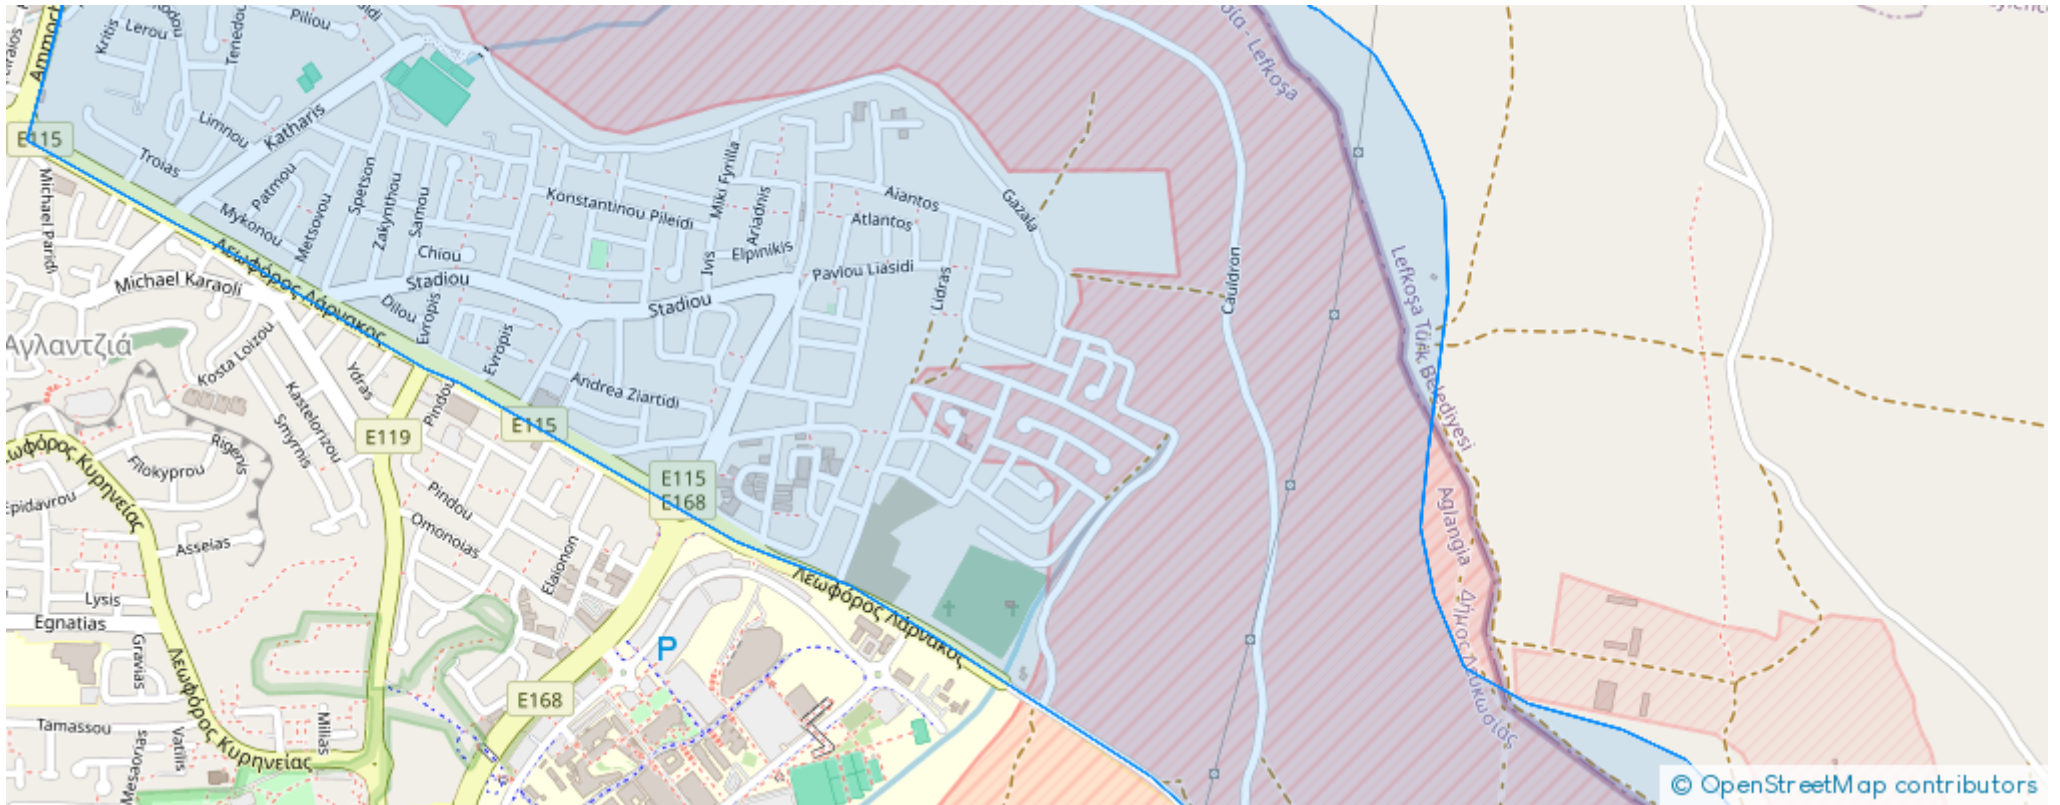 Piliou
Lerou
Kritis
Tenedou
Limnou
Katharis
Troias
E115
Michael Paridi
Patmou
Mykonou
Metsovou
Spetson
Zakynthou
Samou
Chiou
Stadiou
Dilou
Evropis
Evropis
Konstantinou Pileidi
Miki Fyrilla
Ariadnis
Ivis
Elpinikis
Aiantos
Atlantos
Pavlou Liasidi
Stadiou
Lidras
Gazala
Cauldron
Lefkoşa
Lefkoşa Türk Belediyesi
Aglangia
Δήμος Λευκωσίας
Λεωφόρος Λάρνακος
Michael Karaoli
Αγλαντζιά
Kosta Loizou
Ydras
Kastelorizou
Smyrnis
Pindou
E119
E115
Andrea Ziartidi
E115
E168
Rigenis
Filokyprou
Λεωφόρος Κυρηνείας
Epidavrou
Pindou
Omonoias
Asseias
Elaionon
Lysis
Egnatias
Gravias
Λεωφόρος Κυρηνείας
Λεωφόρος Λάρνακος
P
E168
Tamassou
Vatilis
Milias
© OpenStreetMap contributors